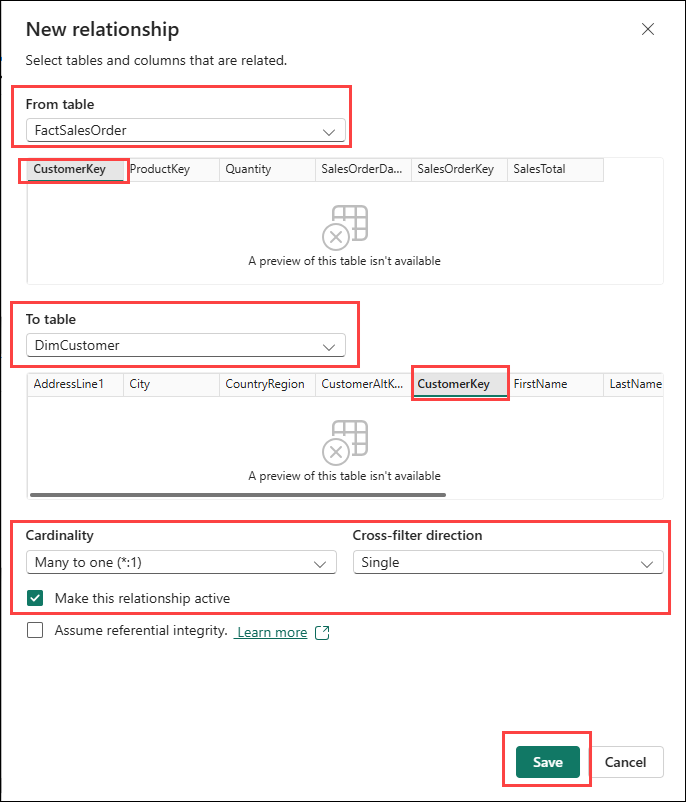 New relationship
Select tables and columns that are related.
From table
FactSalesOrder
CustomerKey ProductKey Quantity SalesOrderDa... SalesOrderKey SalesTotal
A preview of this table isn't available
To table
DimCustomer
AddressLine1 City CountryRegion CustomerAltK... CustomerKey FirstName LastName
A preview of this table isn't available
Cardinality Cross-filter direction
Many to one (*:1) Single
Make this relationship active
Assume referential integrity. Learn more
Save Cancel